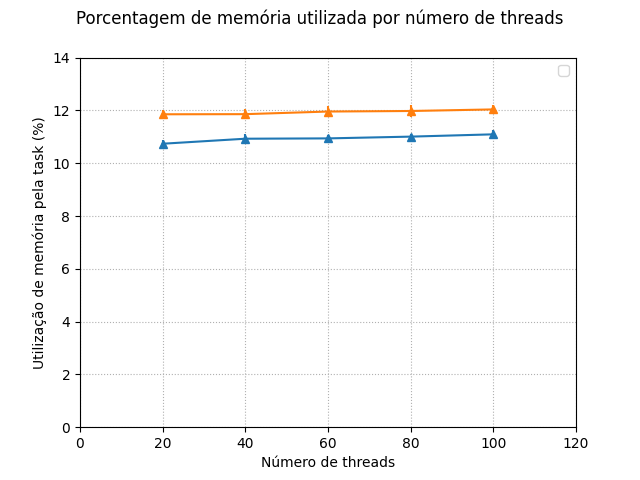 Porcentagem de memória utilizada por número de threads
14
12
10
8
6
4
2
0
Utilização de memória pela task (%)
0 20 40 60 80 100 120
Número de threads